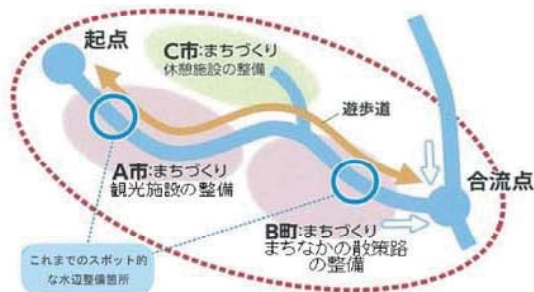 起点
C市:まちづくり
休憩施設の整備
遊歩道
A市:まちづくり
観光施設の整備
合流点
B町:まちづくり
まちなかの散策路
の整備
これまでのスポット的
な水辺整備箇所